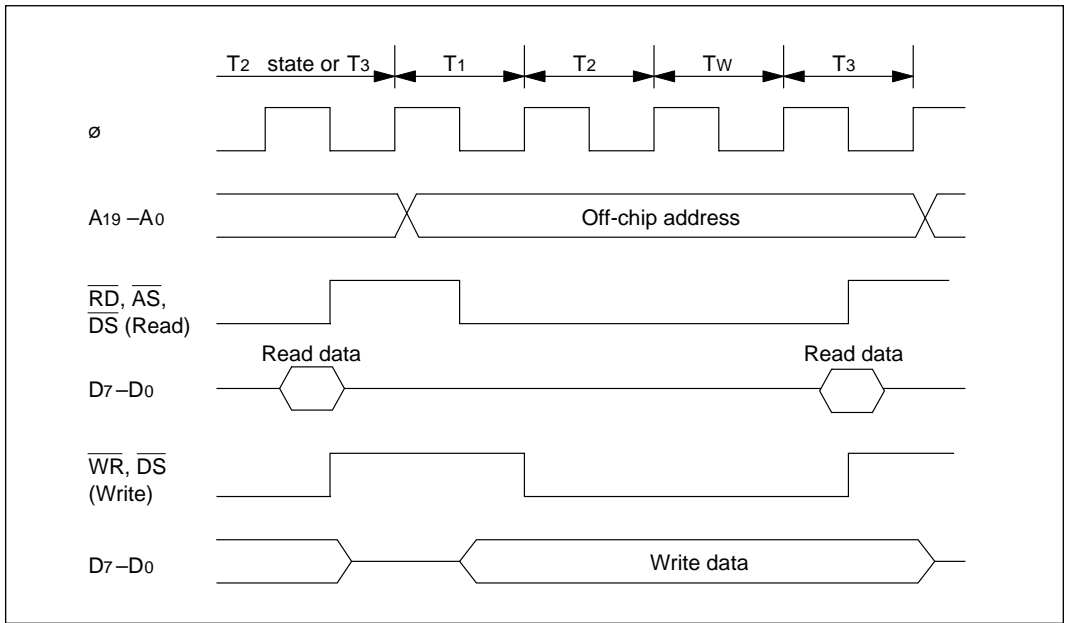 T2 state or T3 T1 T2 TW T3
ø
A19 –A0 Off-chip address
RD, AS,
DS (Read)
Read data Read data
D7–D0
WR, DS
(Write)
D7–D0 Write data